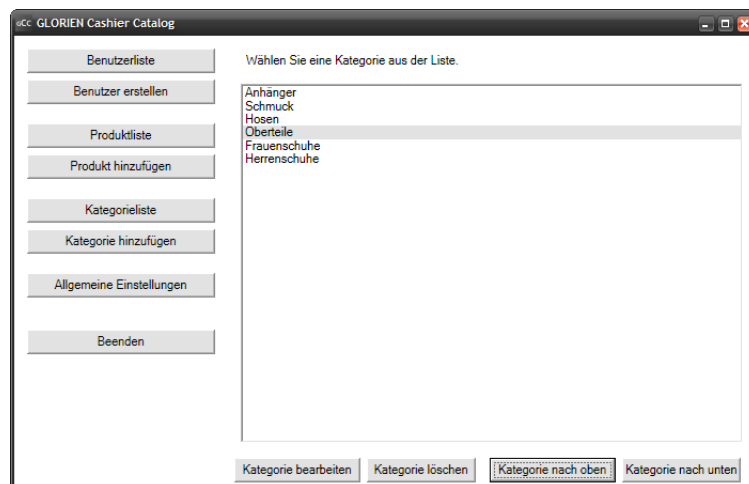 gCC GLORIEN Cashier Catalog
Benutzerliste
Benutzer erstellen
Produktliste
Produkt hinzufügen
Kategorieliste
Kategorie hinzufügen
Allgemeine Einstellungen
Beenden
Wählen Sie eine Kategorie aus der Liste.
Anhänger
Schmuck
Hosen
Oberteile
Frauenschuhe
Herrenschuhe
Kategorie bearbeiten
Kategorie löschen
Kategorie nach oben
Kategorie nach unten